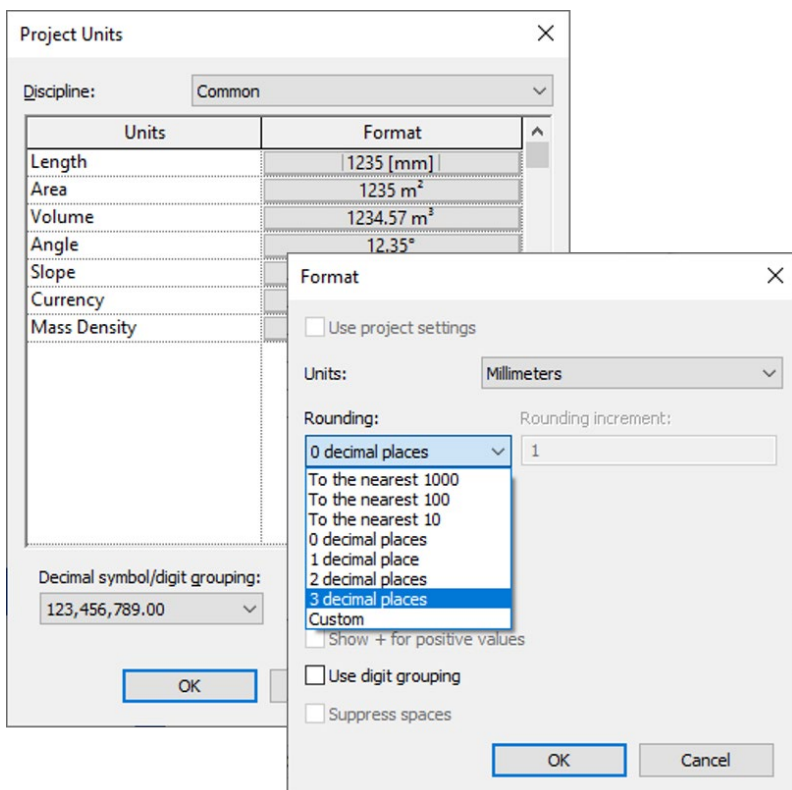 Project Units
Discipline: Common
Units Format
Length 1235 [mm]
Area 1235 m²
Volume 1234.57 m³
Angle 12.35°
Slope
Currency
Mass Density
Decimal symbol/digit grouping:
123,456,789.00
OK
Format
Use project settings
Units: Millimeters
Rounding: Rounding increment:
0 decimal places 1
To the nearest 1000
To the nearest 100
To the nearest 10
0 decimal places
1 decimal place
2 decimal places
3 decimal places
Custom
Show + for positive values
Use digit grouping
Suppress spaces
OK Cancel